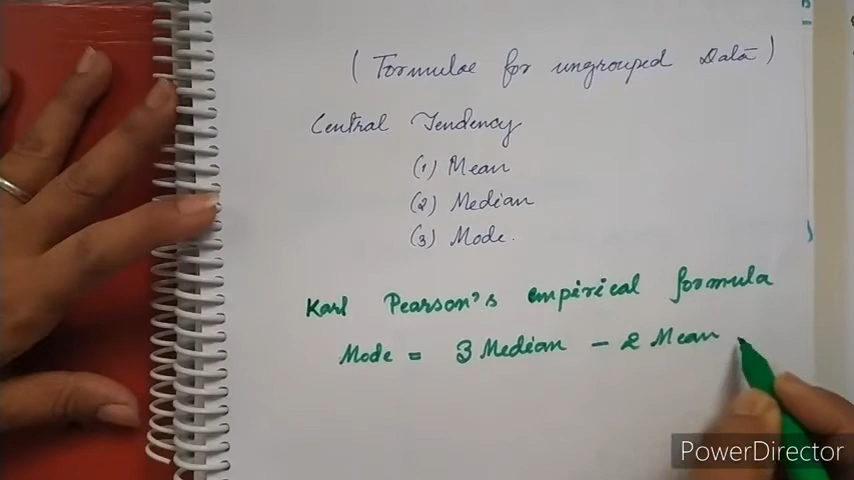 (Formulae for ungrouped Data)
Central Tendency
(1) Mean
(2) Median
(3) Mode.
Karl Pearson's empirical formula
Mode = 3 Median - 2 Mean
PowerDirector